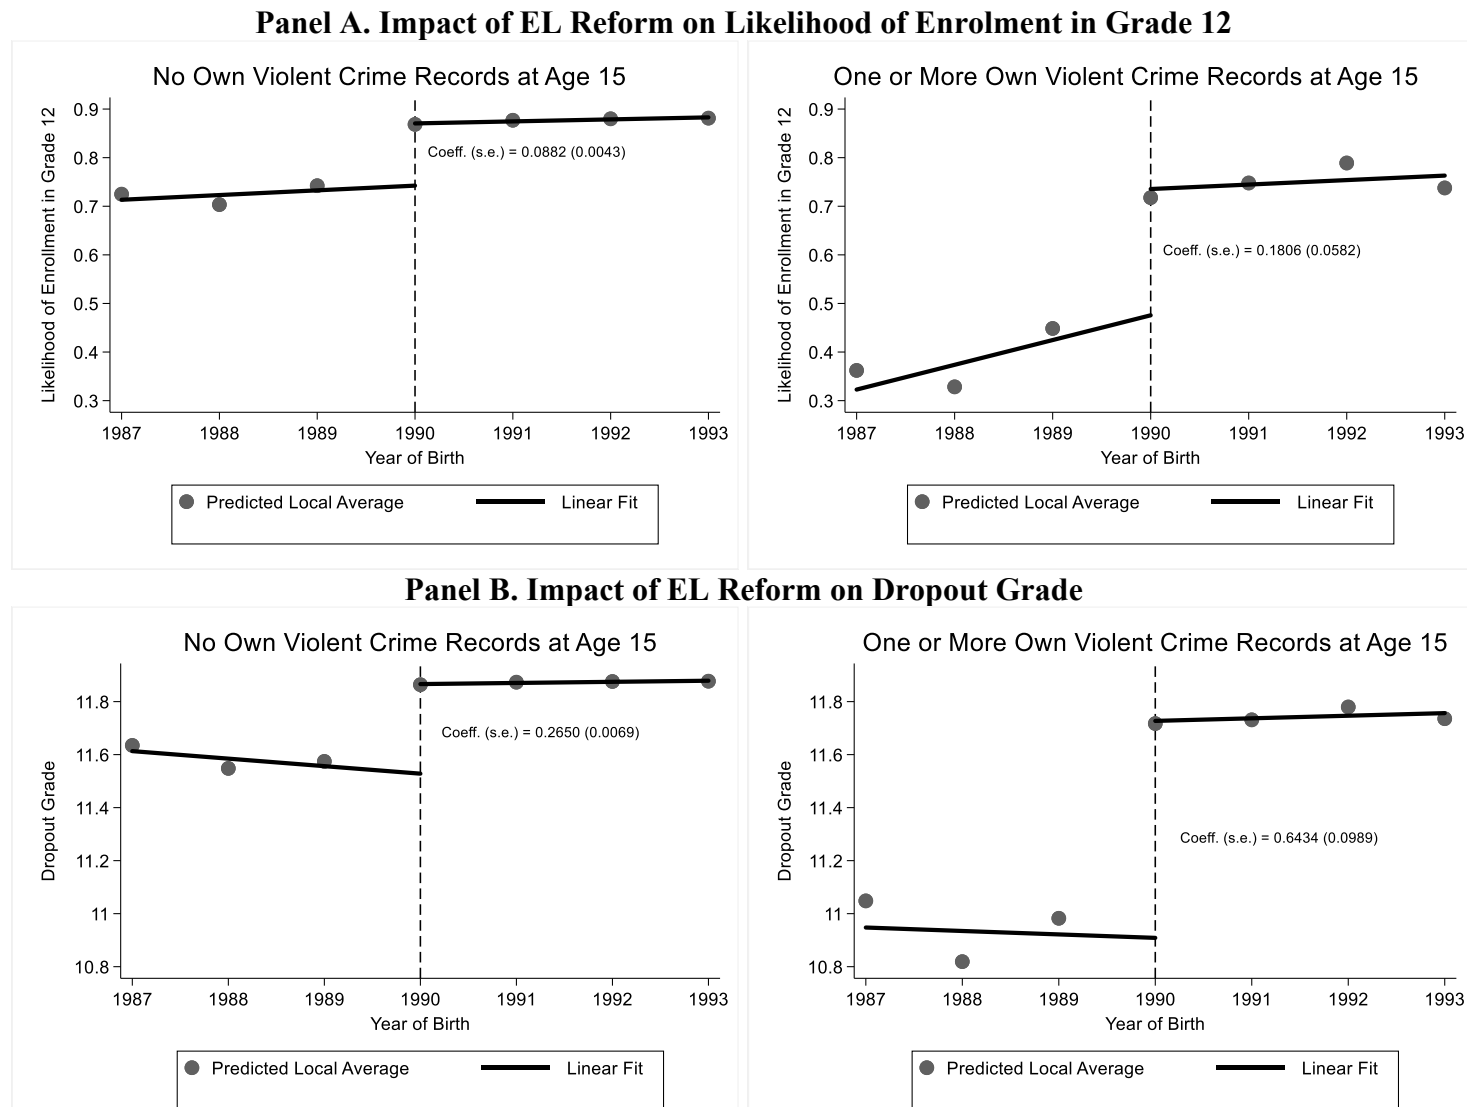 Panel A. Impact of EL Reform on Likelihood of Enrolment in Grade 12
No Own Violent Crime Records at Age 15
Likelihood of Enrollment in Grade 12
0.9
0.8
0.7
0.6
0.5
0.4
0.3
Coeff. (s.e.) = 0.0882 (0.0043)
1987 1988 1989 1990 1991 1992 1993
Year of Birth
Predicted Local Average Linear Fit
One or More Own Violent Crime Records at Age 15
Likelihood of Enrollment in Grade 12
0.9
0.8
0.7
0.6
0.5
0.4
0.3
Coeff. (s.e.) = 0.1806 (0.0582)
1987 1988 1989 1990 1991 1992 1993
Year of Birth
Predicted Local Average Linear Fit
Panel B. Impact of EL Reform on Dropout Grade
No Own Violent Crime Records at Age 15
Dropout Grade
11.8
11.6
11.4
11.2
11
10.8
Coeff. (s.e.) = 0.2650 (0.0069)
1987 1988 1989 1990 1991 1992 1993
Year of Birth
Predicted Local Average Linear Fit
One or More Own Violent Crime Records at Age 15
Dropout Grade
11.8
11.6
11.4
11.2
11
10.8
Coeff. (s.e.) = 0.6434 (0.0989)
1987 1988 1989 1990 1991 1992 1993
Year of Birth
Predicted Local Average Linear Fit